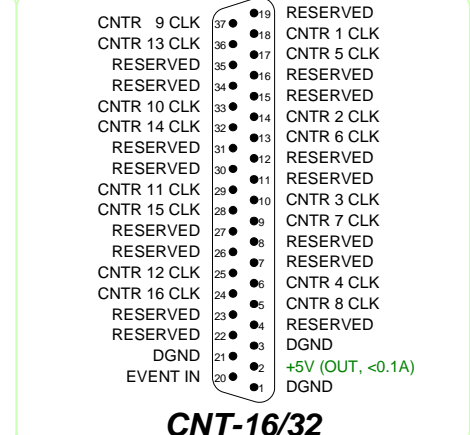 CNTR 9 CLK 37
CNTR 13 CLK 36
RESERVED 35
RESERVED 34
CNTR 10 CLK 33
CNTR 14 CLK 32
RESERVED 31
RESERVED 30
CNTR 11 CLK 29
CNTR 15 CLK 28
RESERVED 27
RESERVED 26
CNTR 12 CLK 25
CNTR 16 CLK 24
RESERVED 23
RESERVED 22
DGND 21
EVENT IN 20
19 RESERVED
18 CNTR 1 CLK
17 CNTR 5 CLK
16 RESERVED
15 RESERVED
14 CNTR 2 CLK
13 CNTR 6 CLK
12 RESERVED
11 RESERVED
10 CNTR 3 CLK
9 CNTR 7 CLK
8 RESERVED
7 RESERVED
6 CNTR 4 CLK
5 CNTR 8 CLK
4 RESERVED
3 DGND
2 +5V (OUT, <0.1A)
1 DGND
CNT-16/32